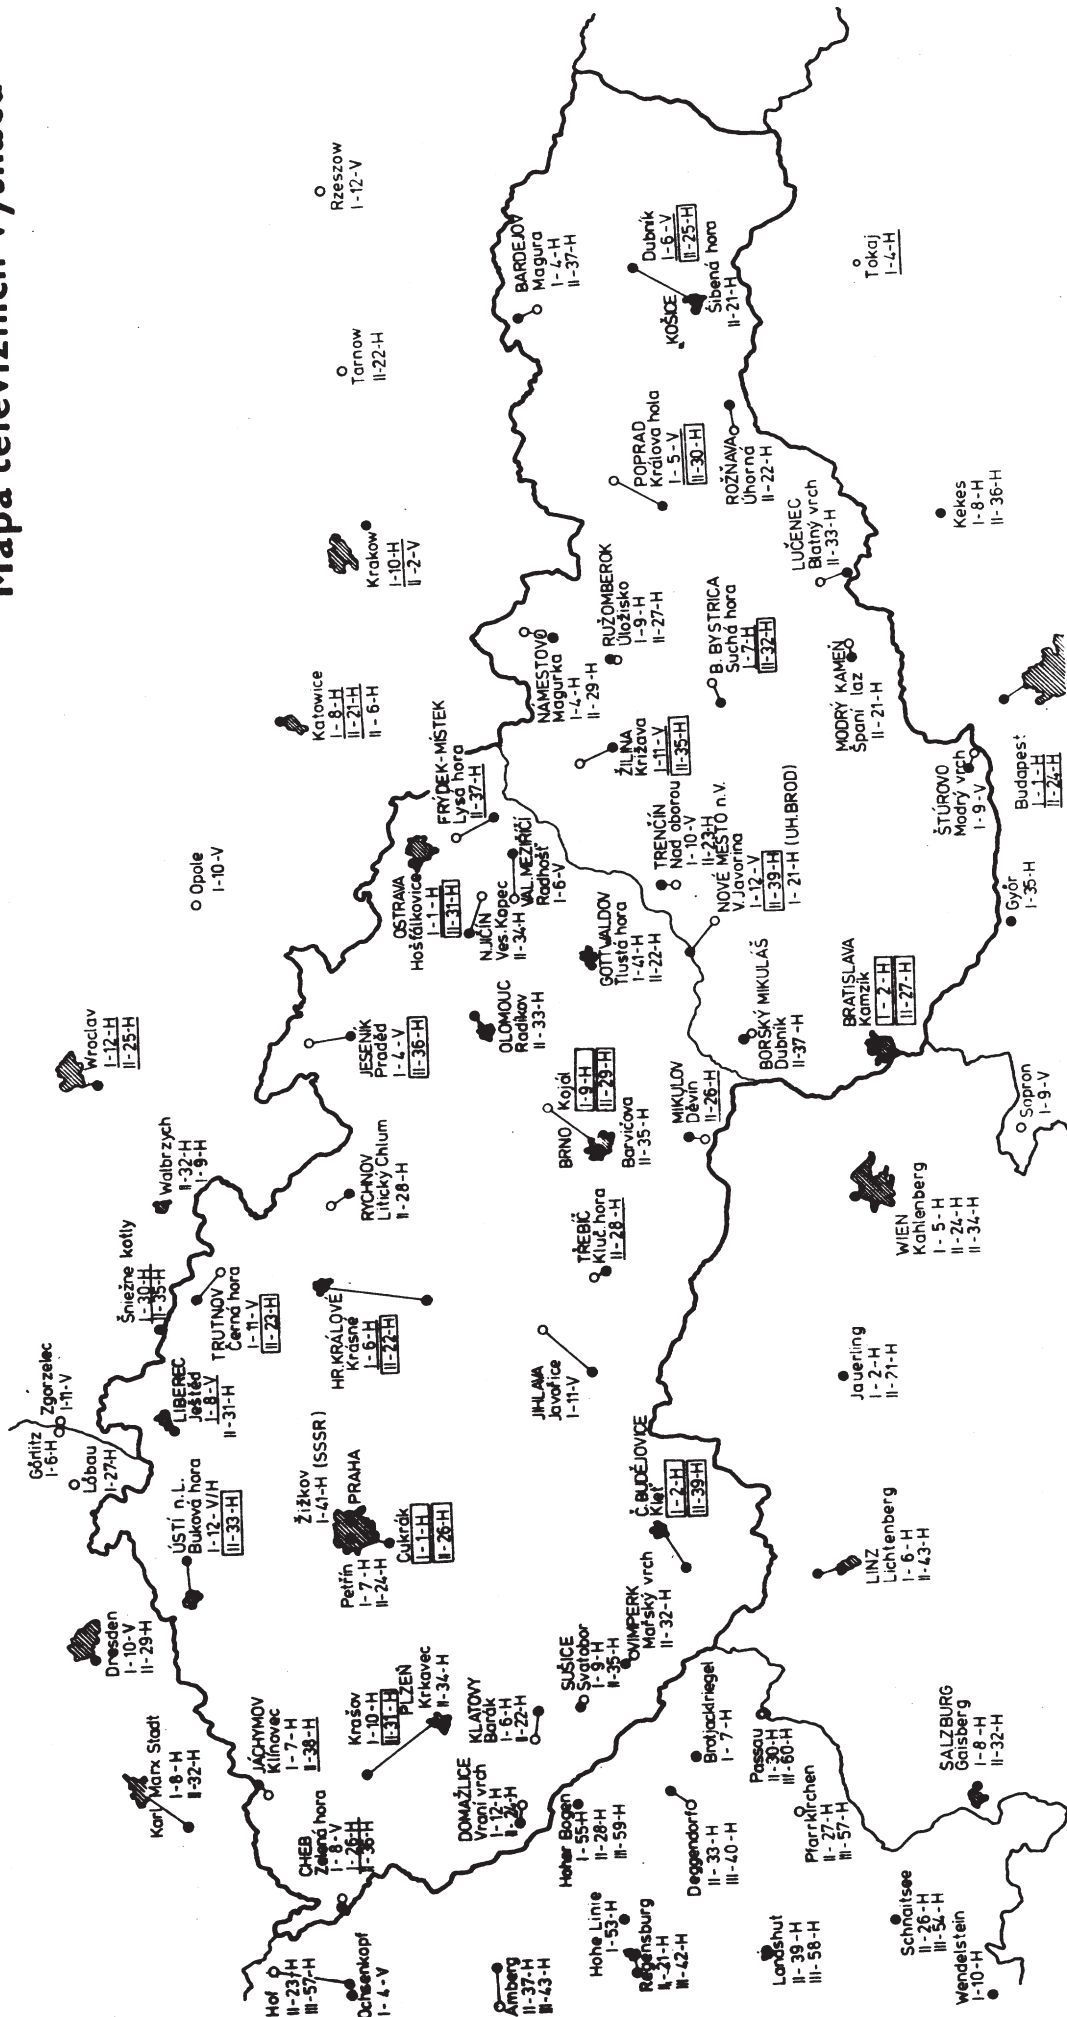 Mapa televizních
Rzeszow
I-12-V
Tarnow
II-22-H
Krakow
I-10-H
II-2-V
Katowice
I-8-H
II-21-H
II-6-H
Opole
I-10-V
Wroclav
I-12-H
II-25-H
Walbrzych
II-32-H
I-9-H
Śniežne kotly
I-30-H
II-35-H
Zgorzelec
I-11-V
Görlitz
I-6-H
Löbau
I-27-H
Dresden
I-10-V
II-29-H
Karl Marx Stadt
I-8-H
II-32-H
Hof
II-23-H
III-57-H
Ochsenkopf
I-4-V
CHEB
Zelená hora
I-8-V
I-26-H
II-36-H
JÁCHYMOV
Klínovec
I-7-H
II-38-H
ÚSTÍ n.L.
Buková hora
I-12-V/H
II-33-H
LIBEREC
Ještěd
I-8-V
II-31-H
TRUTNOV
Černá hora
I-11-V
II-23-H
HR.KRÁLOVÉ
Krásné
I-6-H
II-22-H
RYCHNOV
Litický Chlum
II-28-H
JESENÍK
Praděd
I-4-V
II-36-H
OSTRAVA
Hošťálkovice
I-1-H
II-31-H
FRÝDEK-MÍSTEK
Lysá hora
II-37-H
N.JIČÍN
Ves.Kopec
II-34-H
VAL.MEZIŘÍČÍ
Radhošť
I-6-V
OLOMOUC
Radíkov
II-33-H
GOTTWALDOV
Tlustá hora
I-41-H
II-22-H
BRNO
Kojál
I-9-H
II-29-H
Barvičova
II-35-H
MIKULOV
Děvín
II-26-H
TŘEBÍČ
Kluč.hora
II-28-H
JIHLAVA
Javořice
I-11-V
Žižkov
I-41-H (SSSR)
PRAHA
Petřín
I-7-H
II-24-H
Cukrák
I-1-H
II-26-H
Krašov
I-10-H
II-31-H
PLZEŇ
Krkavec
II-34-H
KLATOVY
Barák
I-6-H
II-22-H
DOMAŽLICE
Vraní vrch
I-12-H
II-24-H
SUŠICE
Svatobor
I-9-H
II-35-H
VIMPERK
Mařský vrch
II-32-H
Č.BUDĚJOVICE
Kleť
I-2-H
II-39-H
BARDEJOV
Magura
I-4-H
II-37-H
Dubník
I-6-V
II-25-H
KOŠICE
Šibená hora
II-21-H
POPRAD
Králova hola
I-5-V
II-30-H
ROŽŇAVA
Úhorná
II-22-H
LUČENEC
Blatný vrch
II-33-H
RUŽOMBEROK
Úložisko
I-9-H
II-27-H
NÁMESTOVO
Magurka
I-4-H
II-29-H
B. BYSTRICA
Suchá hora
I-7-H
II-32-H
ŽILINA
Krížava
I-11-V
II-35-H
MODRÝ KAMEŇ
Španí laz
II-21-H
TRENČÍN
Nad oborou
I-10-V
II-23-H
NOVÉ MESTO n.V.
V.Javorina
I-12-V
II-39-H
I-21-H (UH.BROD)
ŠTÚROVO
Modrý vrch
I-9-V
BORSKÝ MIKULÁŠ
Dubník
II-37-H
BRATISLAVA
Kamzík
I-2-H
II-27-H
Tokaj
I-4-H
Kekes
I-8-H
II-36-H
Budapest
I-1-H
II-24-H
Györ
I-35-H
Sopron
I-9-V
WIEN
Kahlenberg
I-5-H
II-24-H
II-34-H
Jauerling
I-2-H
II-21-H
LINZ
Lichtenberg
I-6-H
II-43-H
SALZBURG
Gaisberg
I-8-H
II-32-H
Brotjacklriegel
I-7-H
Passau
II-30-H
III-60-H
Pfarrkirchen
II-27-H
III-57-H
Deggendorf
II-33-H
III-40-H
Hoher Bogen
I-55-H
II-28-H
III-59-H
Hohe Linie
I-53-H
Regensburg
II-21-H
III-42-H
Amberg
II-37-H
III-43-H
Landshut
II-39-H
III-58-H
Schnaitsee
II-26-H
III-54-H
Wendelstein
I-10-H